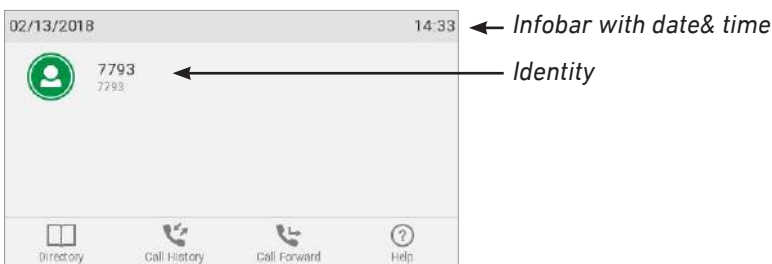 02/13/2018 14:33 Infobar with date& time
7793 Identity
7793
Directory Call History Call Forward Help